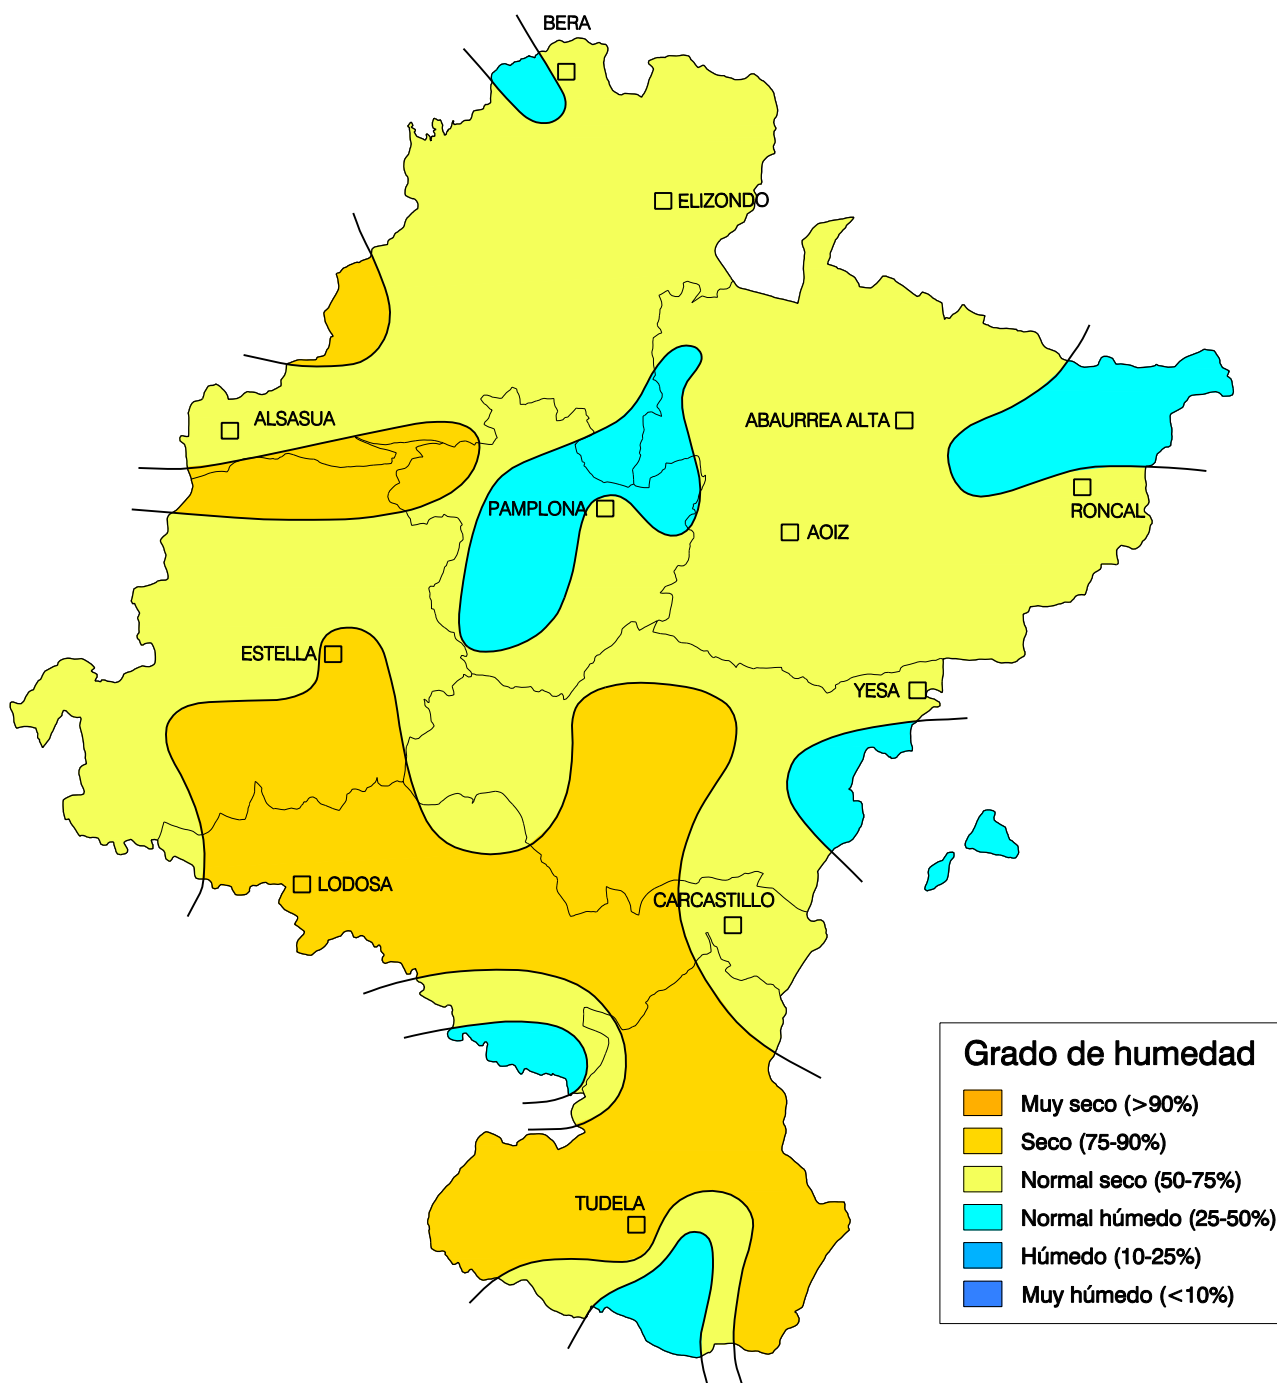 BERA
ELIZONDO
ALSASUA
ABAURREA ALTA
PAMPLONA
RONCAL
AOIZ
ESTELLA
YESA
LODOSA
CARCASTILLO
TUDELA
Grado de humedad
Muy seco (>90%)
Seco (75-90%)
Normal seco (50-75%)
Normal húmedo (25-50%)
Húmedo (10-25%)
Muy húmedo (<10%)